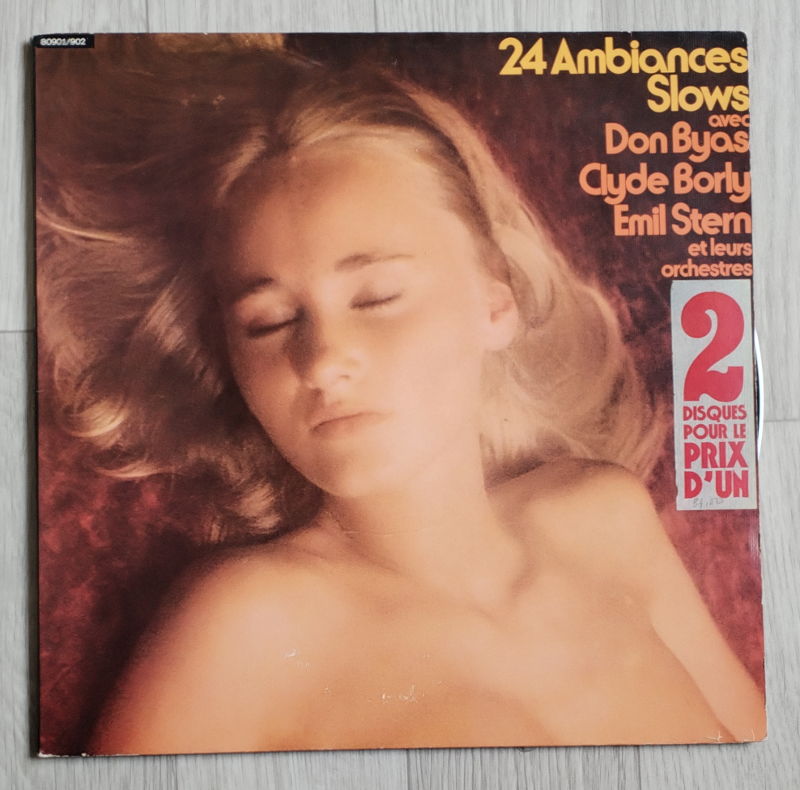 80901/902
24 Ambiances
Slows
avec
Don Byas
Clyde Borly
Emil Stern
et leurs
orchestres
2
DISQUES
POUR LE
PRIX
D'UN